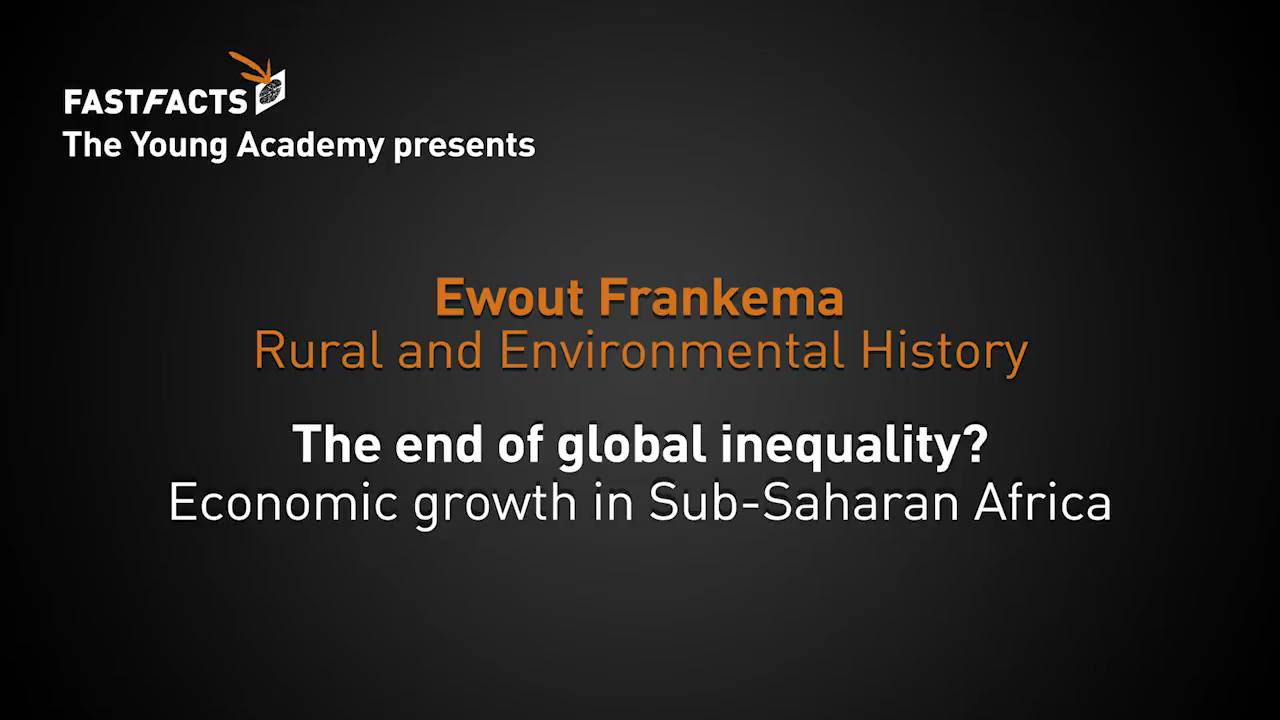 FASTFACTS
The Young Academy presents
Ewout Frankema
Rural and Environmental History
The end of global inequality?
Economic growth in Sub-Saharan Africa